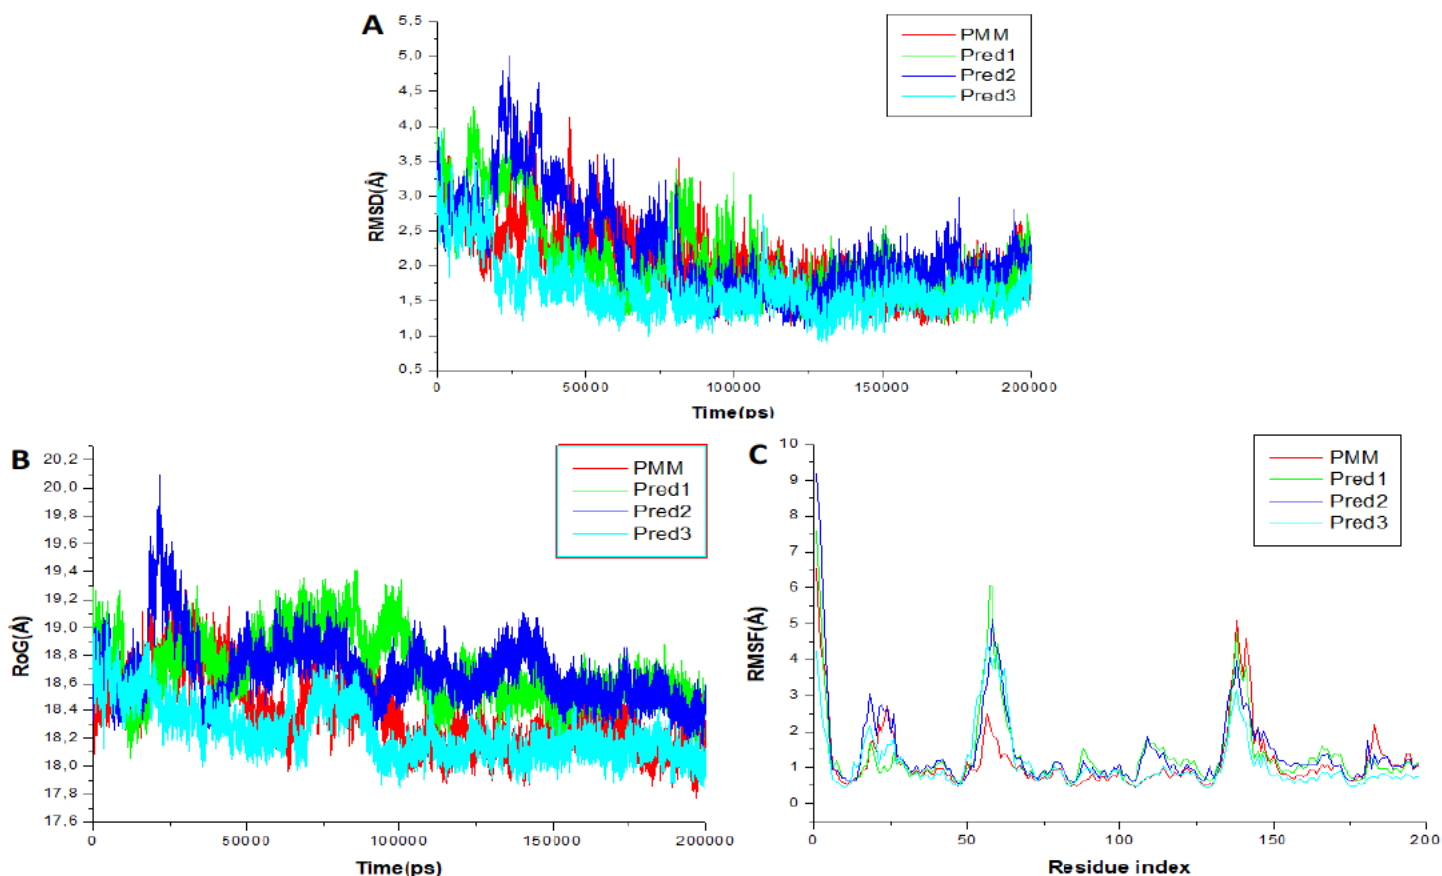 A
RMSD(Å)
5,5
5,0
4,5
4,0
3,5
3,0
2,5
2,0
1,5
1,0
0,5
0
50000
100000
150000
200000
Time(ps)
PMM
Pred1
Pred2
Pred3
B
RoG(Å)
20,2
20,0
19,8
19,6
19,4
19,2
19,0
18,8
18,6
18,4
18,2
18,0
17,8
17,6
0
50000
100000
150000
200000
Time(ps)
PMM
Pred1
Pred2
Pred3
C
RMSF(Å)
10
9
8
7
6
5
4
3
2
1
0
0
50
100
150
200
Residue index
PMM
Pred1
Pred2
Pred3